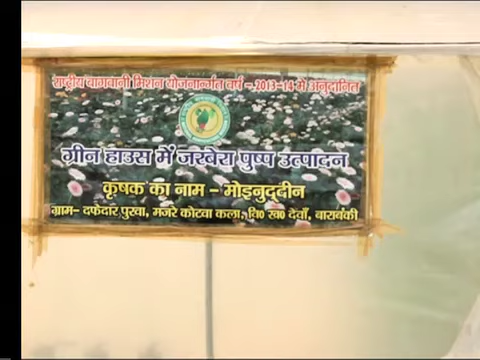 राष्ट्रीय बागवानी मिशन योजनान्तर्गत वर्ष - 2013-14 में अनुदानित
ग्रीन हाउस में जरबेरा पुष्प उत्पादन
कृषक का नाम - मोइनुद्दीन
ग्राम- दफेदार पुरवा, मजरे कोटवा कला, वि० ख० देवाँ, बाराबंकी